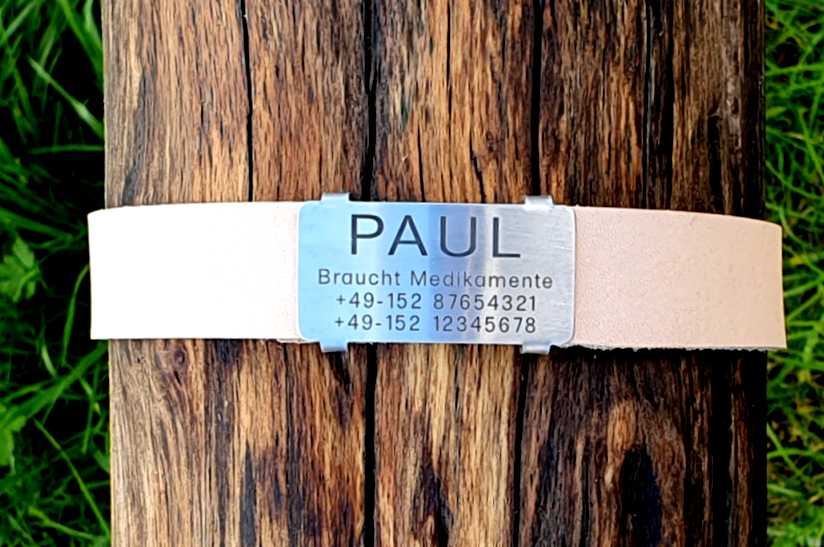 PAUL
Braucht Medikamente
+49-152 87654321
+49-152 12345678